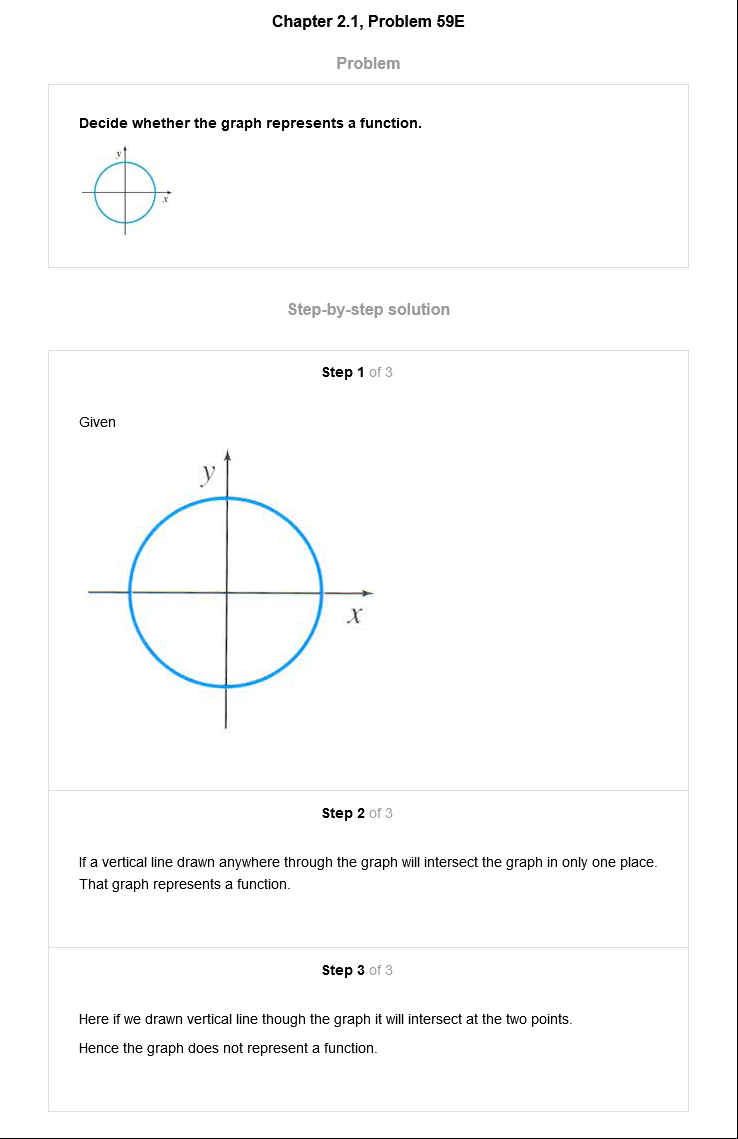 Chapter 2.1, Problem 59E
Problem
Decide whether the graph represents a function.
y
x
Step-by-step solution
Step 1 of 3
Given
y
x
Step 2 of 3
If a vertical line drawn anywhere through the graph will intersect the graph in only one place.
That graph represents a function.
Step 3 of 3
Here if we drawn vertical line though the graph it will intersect at the two points.
Hence the graph does not represent a function.